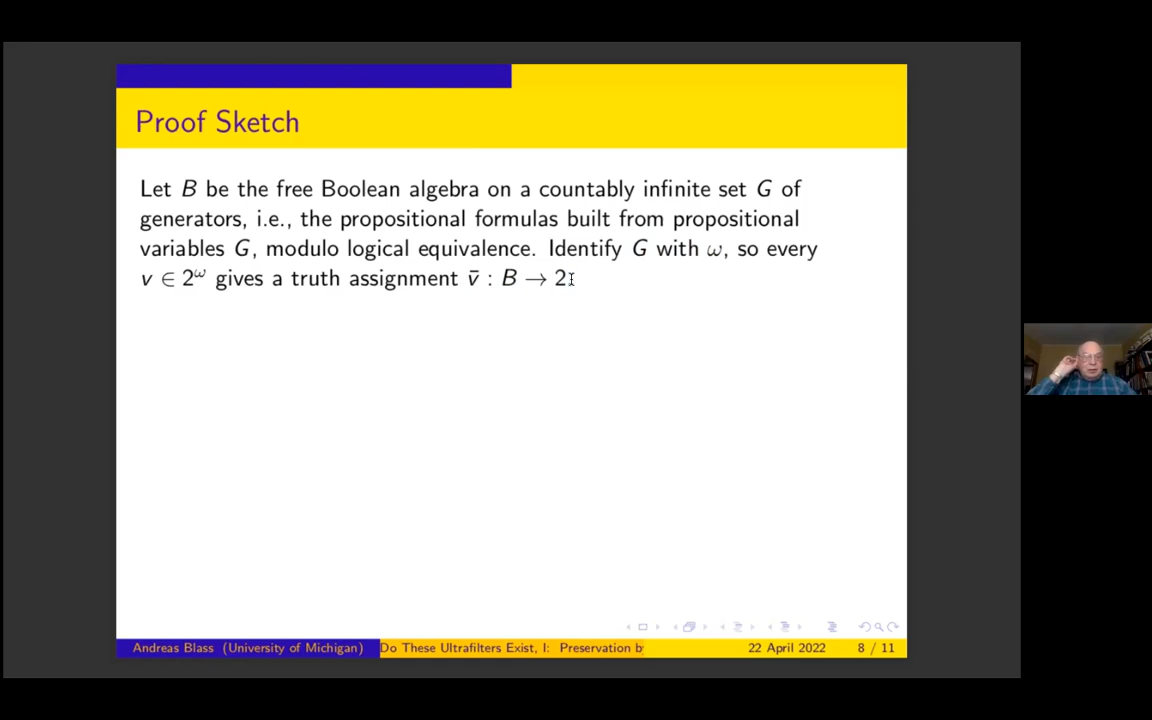 Proof Sketch
Let B be the free Boolean algebra on a countably infinite set G of
generators, i.e., the propositional formulas built from propositional
variables G, modulo logical equivalence. Identify G with ω, so every
v ∈ 2^ω gives a truth assignment v̄ : B → 2.
Andreas Blass (University of Michigan) Do These Ultrafilters Exist, I: Preservation b 22 April 2022 8 / 11